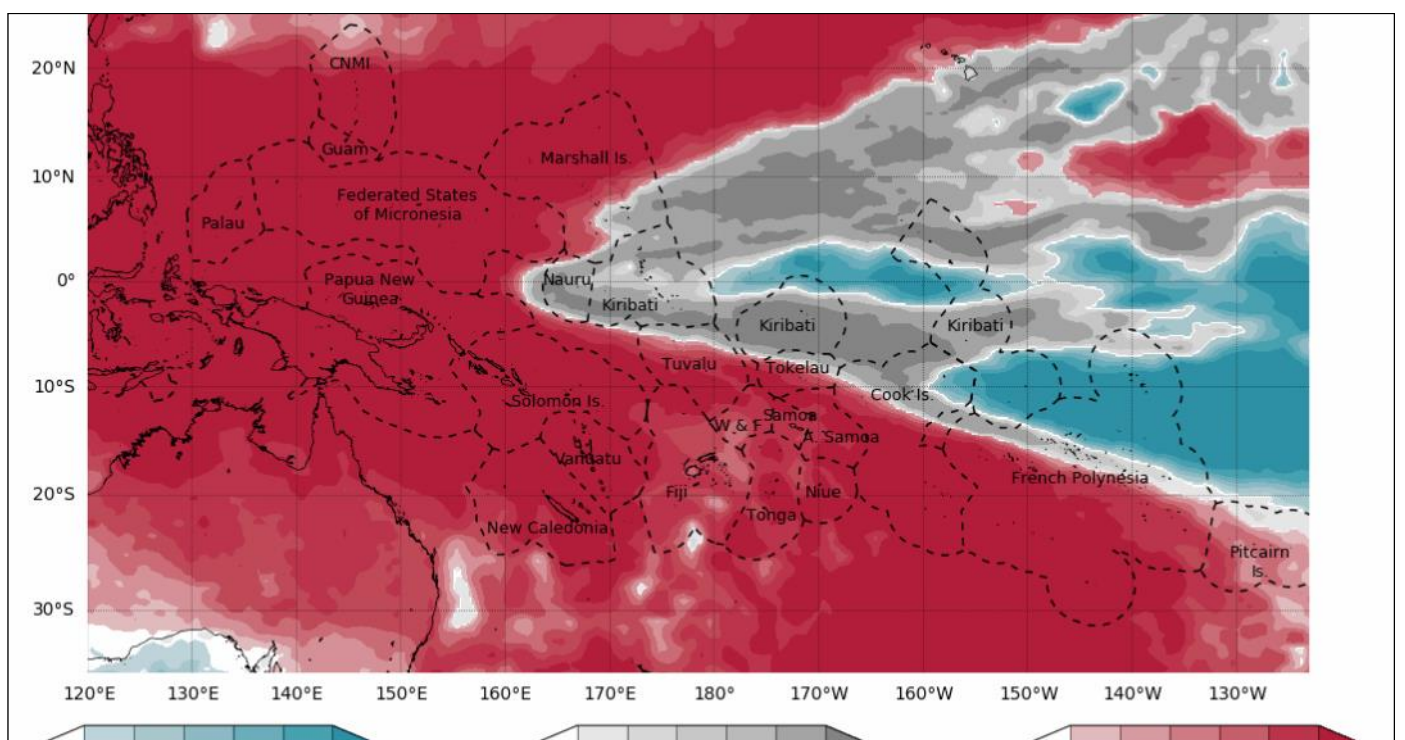 20°N
10°N
0°
10°S
20°S
30°S
CNMI
Guam
Marshall Is.
Federated States
of Micronesia
Palau
Papua New
Guinea
Nauru
Kiribati
Kiribati
Kiribati
Tuvalu
Tokelau
Cook Is.
Solomon Is.
W & F
Samoa
A. Samoa
Vanuatu
Fiji
Niue
French Polynesia
Tonga
New Caledonia
Pitcairn
Is.
120°E 130°E 140°E 150°E 160°E 170°E 180° 170°W 160°W 150°W 140°W 130°W